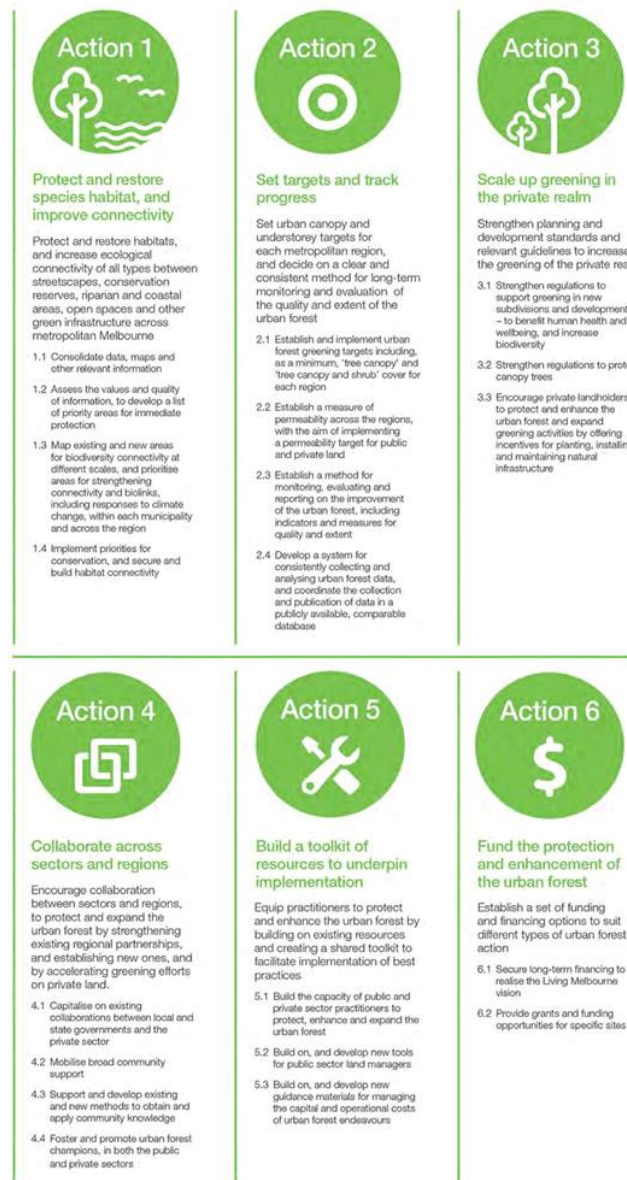 Action 1
Protect and restore
species habitat, and
improve connectivity
Protect and restore habitats,
and increase ecological
connectivity of all types between
streetscapes, conservation
reserves, riparian and coastal
areas, open spaces and other
green infrastructure across
metropolitan Melbourne
1.1 Consolidate data, maps and
other relevant information
1.2 Assess the values and quality
of information, to develop a list
of priority areas for immediate
protection
1.3 Map existing and new areas
for biodiversity connectivity at
different scales, and prioritise
areas for strengthening
connectivity and biolinks,
including responses to climate
change, within each municipality
and across the region
1.4 Implement priorities for
conservation, and secure and
build habitat connectivity
Action 2
Set targets and track
progress
Set urban canopy and
understorey targets for
each metropolitan region,
and decide on a clear and
consistent method for long-term
monitoring and evaluation of
the quality and extent of the
urban forest
2.1 Establish and implement urban
forest greening targets including,
as a minimum, 'tree canopy' and
'tree canopy and shrub' cover for
each region
2.2 Establish a measure of
permeability across the regions,
with the aim of implementing
a permeability target for public
and private land
2.3 Establish a method for
monitoring, evaluating and
reporting on the improvement
of the urban forest, including
indicators and measures for
quality and extent
2.4 Develop a system for
consistently collecting and
analysing urban forest data,
and coordinate the collection
and publication of data in a
publicly available, comparable
database
Action 3
Scale up greening in
the private realm
Strengthen planning and
development standards and
relevant guidelines to increase
the greening of the private rea
3.1 Strengthen regulations to
support greening in new
subdivisions and development
– to benefit human health and
wellbeing, and increase
biodiversity
3.2 Strengthen regulations to prote
canopy trees
3.3 Encourage private landholders
to protect and enhance the
urban forest and expand
greening activities by offering
incentives for planting, installin
and maintaining natural
infrastructure
Action 4
Collaborate across
sectors and regions
Encourage collaboration
between sectors and regions,
to protect and expand the
urban forest by strengthening
existing regional partnerships,
and establishing new ones, and
by accelerating greening efforts
on private land.
4.1 Capitalise on existing
collaborations between local and
state governments and the
private sector
4.2 Mobilise broad community
support
4.3 Support and develop existing
and new methods to obtain and
apply community knowledge
4.4 Foster and promote urban forest
champions, in both the public
and private sectors
Action 5
Build a toolkit of
resources to underpin
implementation
Equip practitioners to protect
and enhance the urban forest by
building on existing resources
and creating a shared toolkit to
facilitate implementation of best
practices
5.1 Build the capacity of public and
private sector practitioners to
protect, enhance and expand the
urban forest
5.2 Build on, and develop new tools
for public sector land managers
5.3 Build on, and develop new
guidance materials for managing
the capital and operational costs
of urban forest endeavours
Action 6
$
Fund the protection
and enhancement of
the urban forest
Establish a set of funding
and financing options to suit
different types of urban forest
action
6.1 Secure long-term financing to
realise the Living Melbourne
vision
6.2 Provide grants and funding
opportunities for specific sites